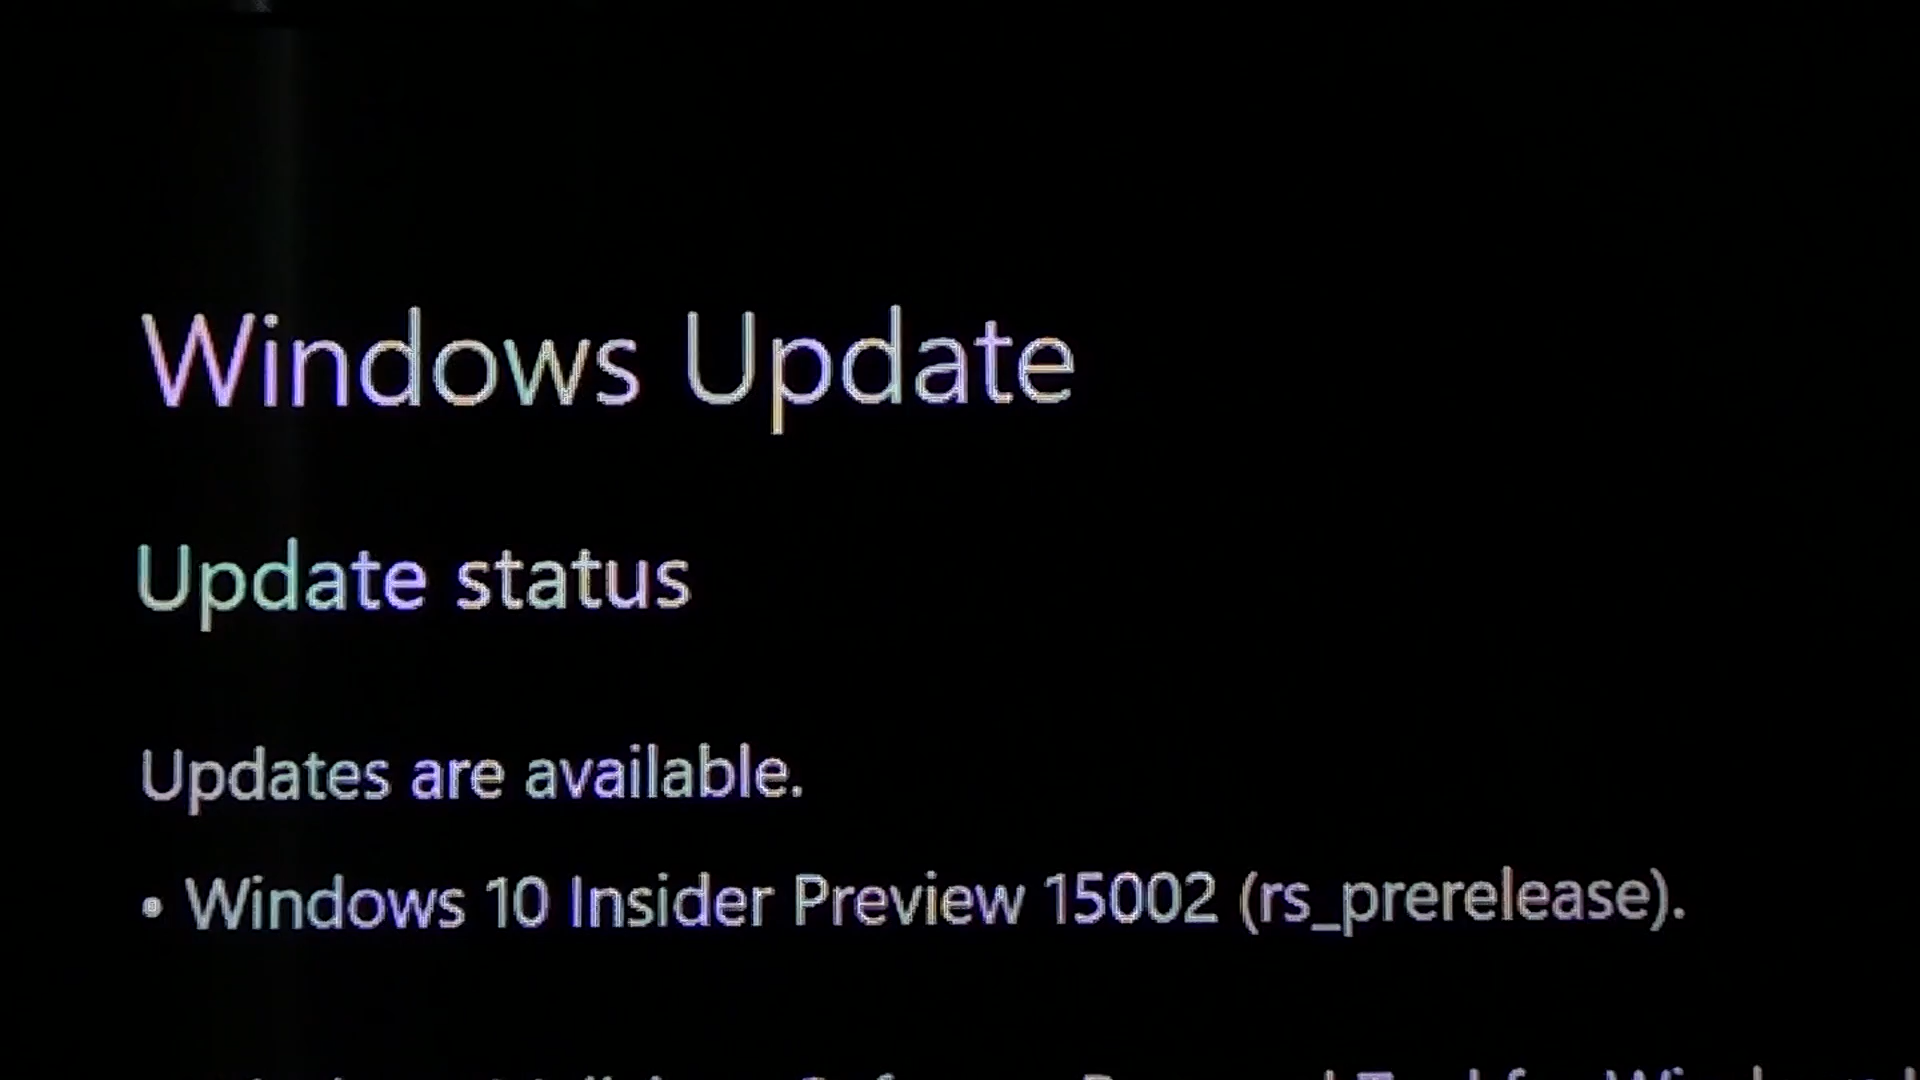 Windows Update
Update status
Updates are available.
• Windows 10 Insider Preview 15002 (rs_prerelease).